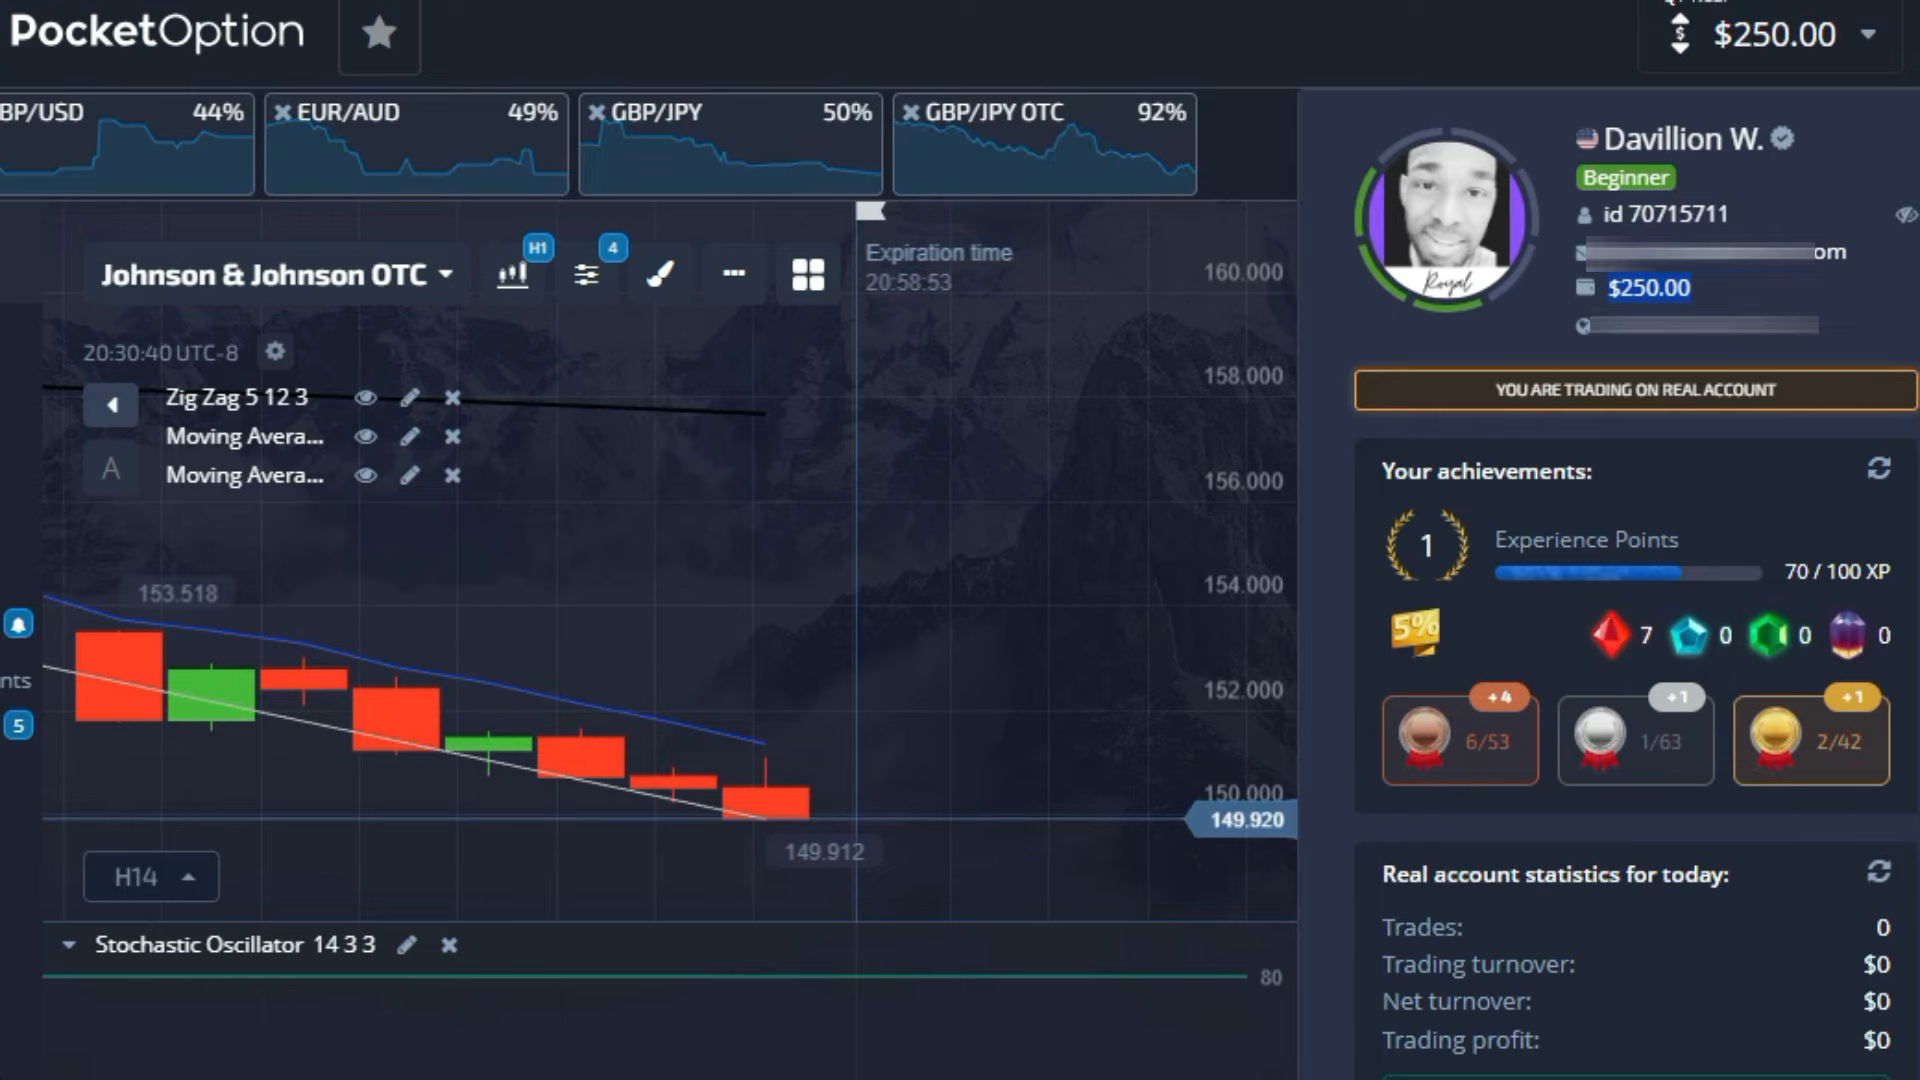 PocketOption
$250.00
BP/USD 44%
EUR/AUD 49%
GBP/JPY 50%
GBP/JPY OTC 92%
Johnson & Johnson OTC
H1
4
Expiration time
20:58:53
20:30:40 UTC-8
Zig Zag 5 12 3
Moving Avera...
A
Moving Avera...
160.000
158.000
156.000
154.000
152.000
150.000
149.920
153.518
149.912
nts
5
H14
Stochastic Oscillator 14 3 3
80
Royal
Davillion W.
Beginner
id 70715711
om
$250.00
YOU ARE TRADING ON REAL ACCOUNT
Your achievements:
1
Experience Points
70 / 100 XP
5%
7 0 0 0
+4 +1 +1
6/53 1/63 2/42
Real account statistics for today:
Trades: 0
Trading turnover: $0
Net turnover: $0
Trading profit: $0